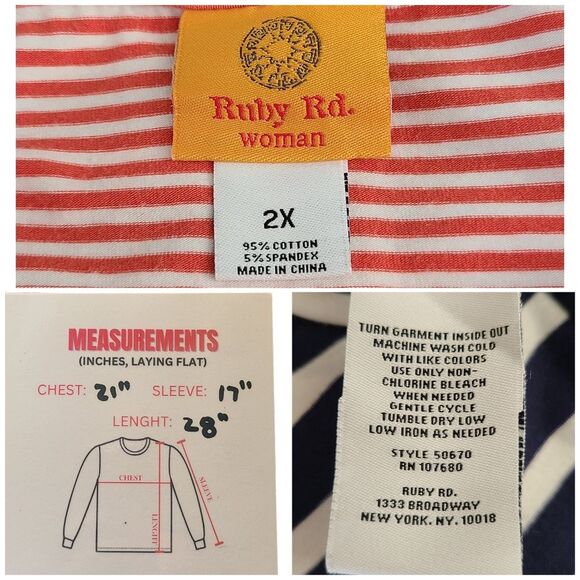 Ruby Rd.
woman
2X
95% COTTON
5% SPANDEX
MADE IN CHINA
MEASUREMENTS
(INCHES, LAYING FLAT)
CHEST: 21" SLEEVE: 17"
LENGHT: 28"
CHEST
SLEEVE
LENGHT
TURN GARMENT INSIDE OUT
MACHINE WASH COLD
WITH LIKE COLORS
USE ONLY NON-
CHLORINE BLEACH
WHEN NEEDED
GENTLE CYCLE
TUMBLE DRY LOW
LOW IRON AS NEEDED
STYLE 50670
RN 107680
RUBY RD.
1333 BROADWAY
NEW YORK. NY. 10018